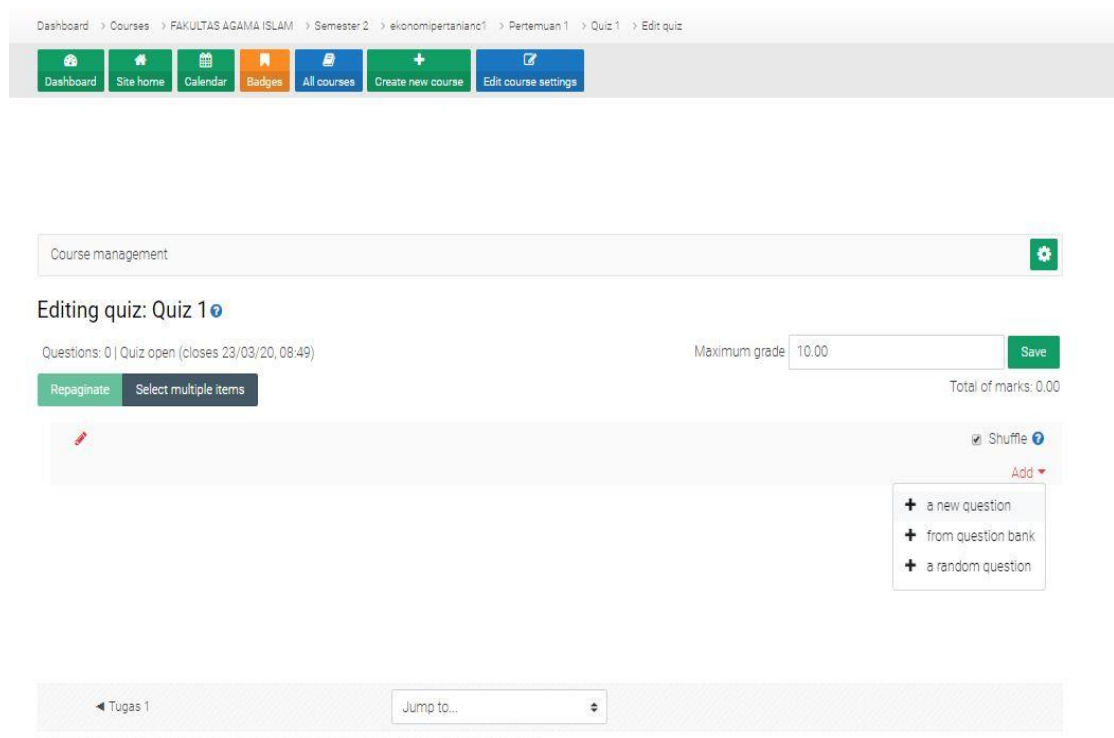 Dashboard > Courses > FAKULTAS AGAMA ISLAM > Semester 2 > ekonomipertanianc1 > Pertemuan 1 > Quiz 1 > Edit quiz
Dashboard Site home Calendar Badges All courses Create new course Edit course settings
Course management
Editing quiz: Quiz 1
Questions: 0 | Quiz open (closes 23/03/20, 08:49) Maximum grade 10.00 Save
Repaginate Select multiple items Total of marks: 0.00
Shuffle
Add
a new question
from question bank
a random question
◄ Tugas 1 Jump to...